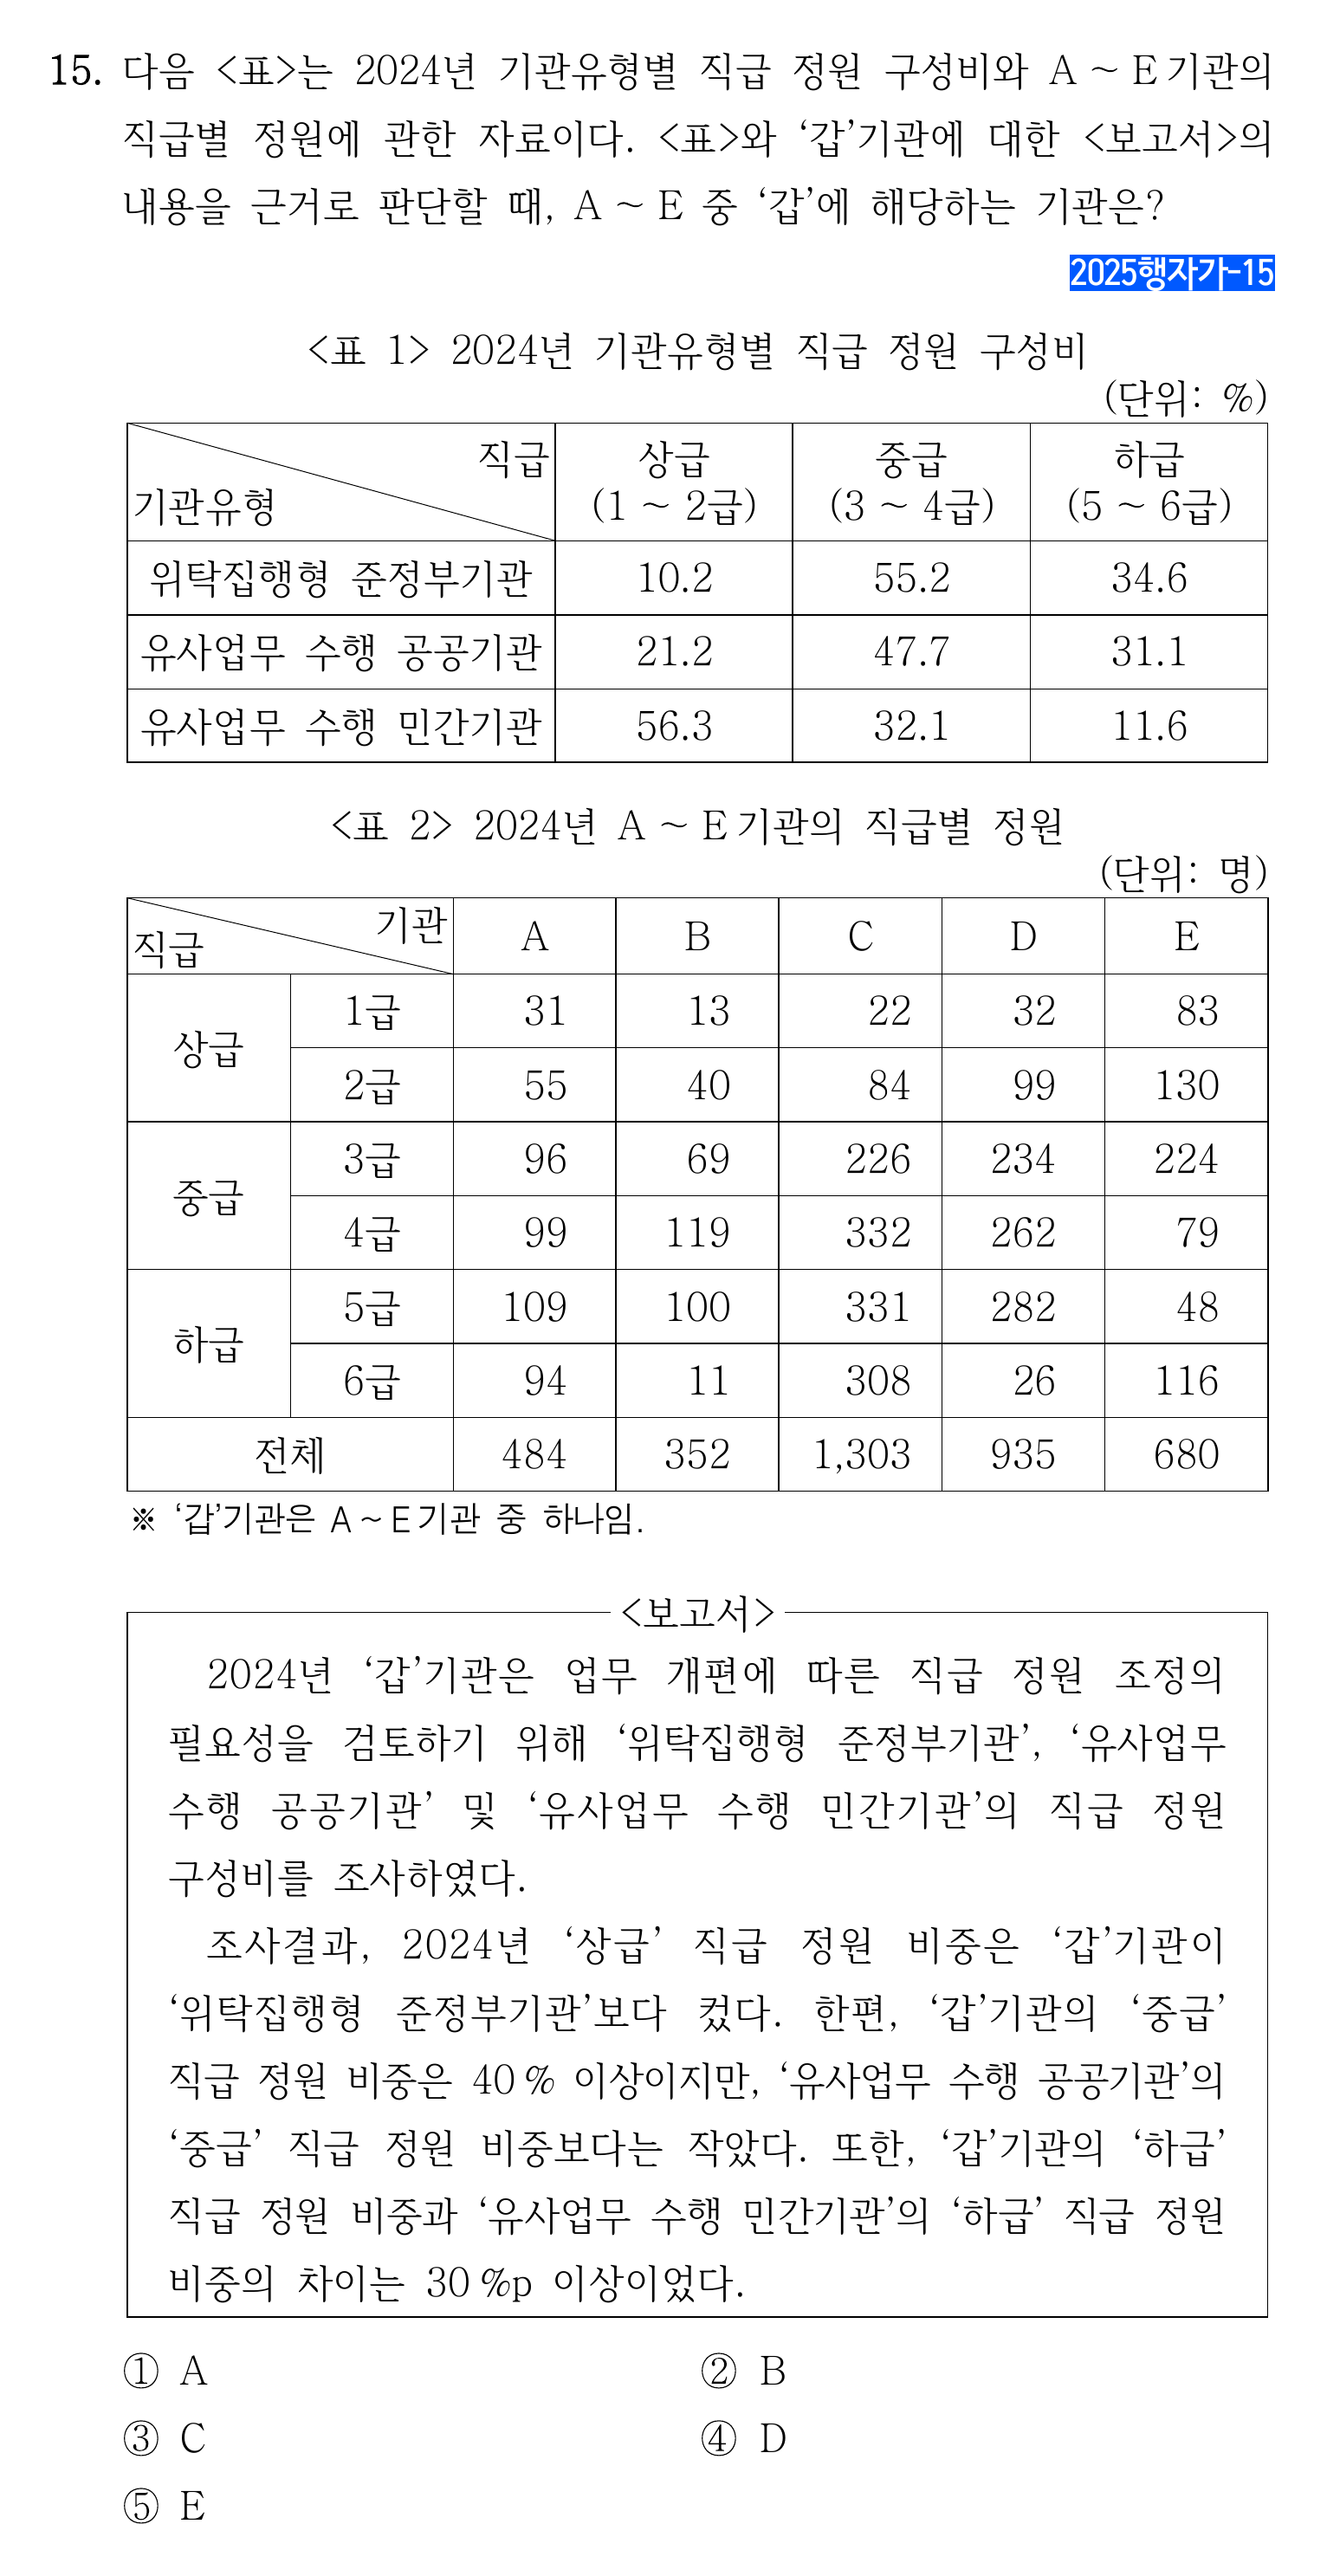 15. 다음 <표>는 2024년 기관유형별 직급 정원 구성비와 A ~ E기관의
직급별 정원에 관한 자료이다. <표>와 ‘갑’기관에 대한 <보고서>의
내용을 근거로 판단할 때, A ~ E 중 ‘갑’에 해당하는 기관은?
2025행자가-15
<표 1> 2024년 기관유형별 직급 정원 구성비
(단위: %)
직급 상급 중급 하급
기관유형 (1 ~ 2급) (3 ~ 4급) (5 ~ 6급)
위탁집행형 준정부기관 10.2 55.2 34.6
유사업무 수행 공공기관 21.2 47.7 31.1
유사업무 수행 민간기관 56.3 32.1 11.6
<표 2> 2024년 A ~ E기관의 직급별 정원
(단위: 명)
직급 기관 A B C D E
상급 1급 31 13 22 32 83
2급 55 40 84 99 130
중급 3급 96 69 226 234 224
4급 99 119 332 262 79
하급 5급 109 100 331 282 48
6급 94 11 308 26 116
전체 484 352 1,303 935 680
※ ‘갑’기관은 A ~ E기관 중 하나임.
<보고서>
2024년 ‘갑’기관은 업무 개편에 따른 직급 정원 조정의
필요성을 검토하기 위해 ‘위탁집행형 준정부기관’, ‘유사업무
수행 공공기관’ 및 ‘유사업무 수행 민간기관’의 직급 정원
구성비를 조사하였다.
조사결과, 2024년 ‘상급’ 직급 정원 비중은 ‘갑’기관이
‘위탁집행형 준정부기관’보다 컸다. 한편, ‘갑’기관의 ‘중급’
직급 정원 비중은 40% 이상이지만, ‘유사업무 수행 공공기관’의
‘중급’ 직급 정원 비중보다는 작았다. 또한, ‘갑’기관의 ‘하급’
직급 정원 비중과 ‘유사업무 수행 민간기관’의 ‘하급’ 직급 정원
비중의 차이는 30%p 이상이었다.
① A ② B
③ C ④ D
⑤ E